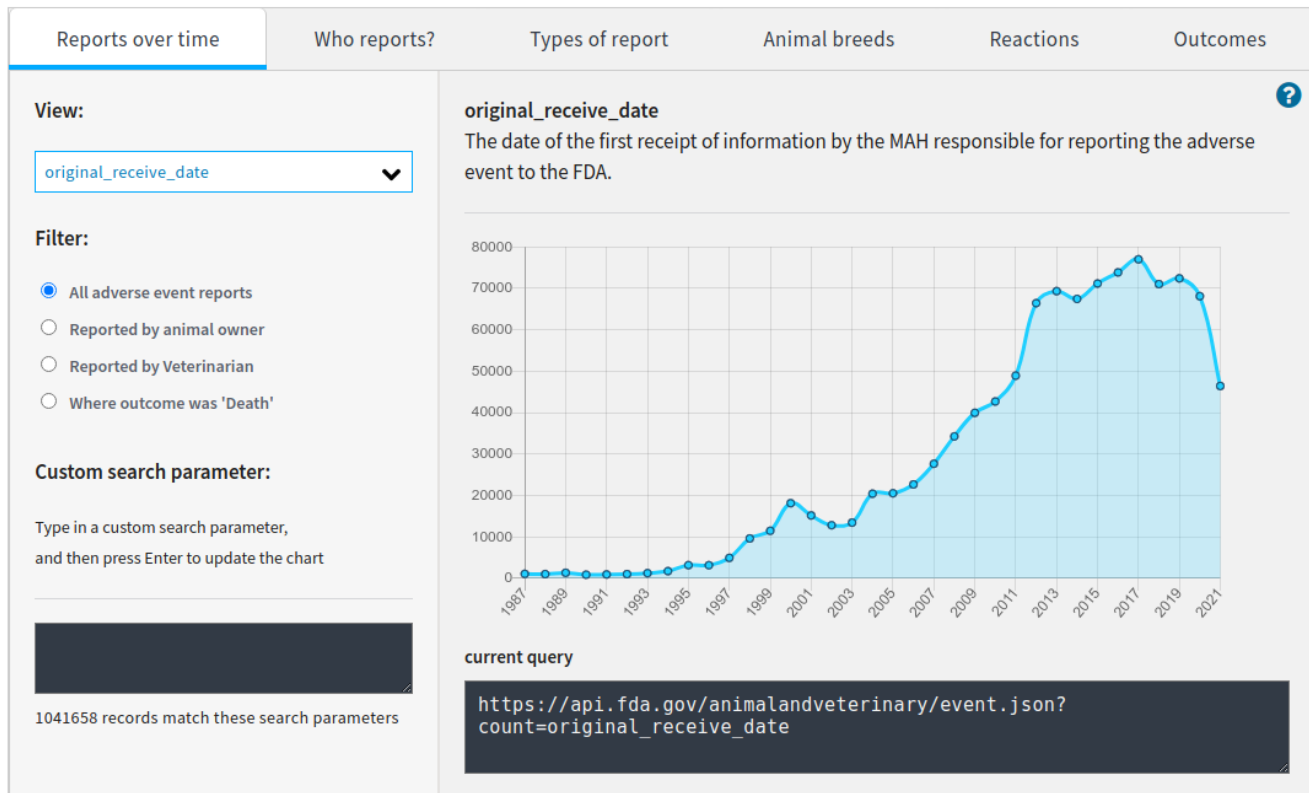 Reports over time
Who reports?
Types of report
Animal breeds
Reactions
Outcomes
View:
original_receive_date
Filter:
All adverse event reports
Reported by animal owner
Reported by Veterinarian
Where outcome was 'Death'
Custom search parameter:
Type in a custom search parameter,
and then press Enter to update the chart
1041658 records match these search parameters
?
original_receive_date
The date of the first receipt of information by the MAH responsible for reporting the adverse
event to the FDA.
80000
70000
60000
50000
40000
30000
20000
10000
0
1987
1989
1991
1993
1995
1997
1999
2001
2003
2005
2007
2009
2011
2013
2015
2017
2019
2021
current query
https://api.fda.gov/animalandveterinary/event.json?
count=original_receive_date